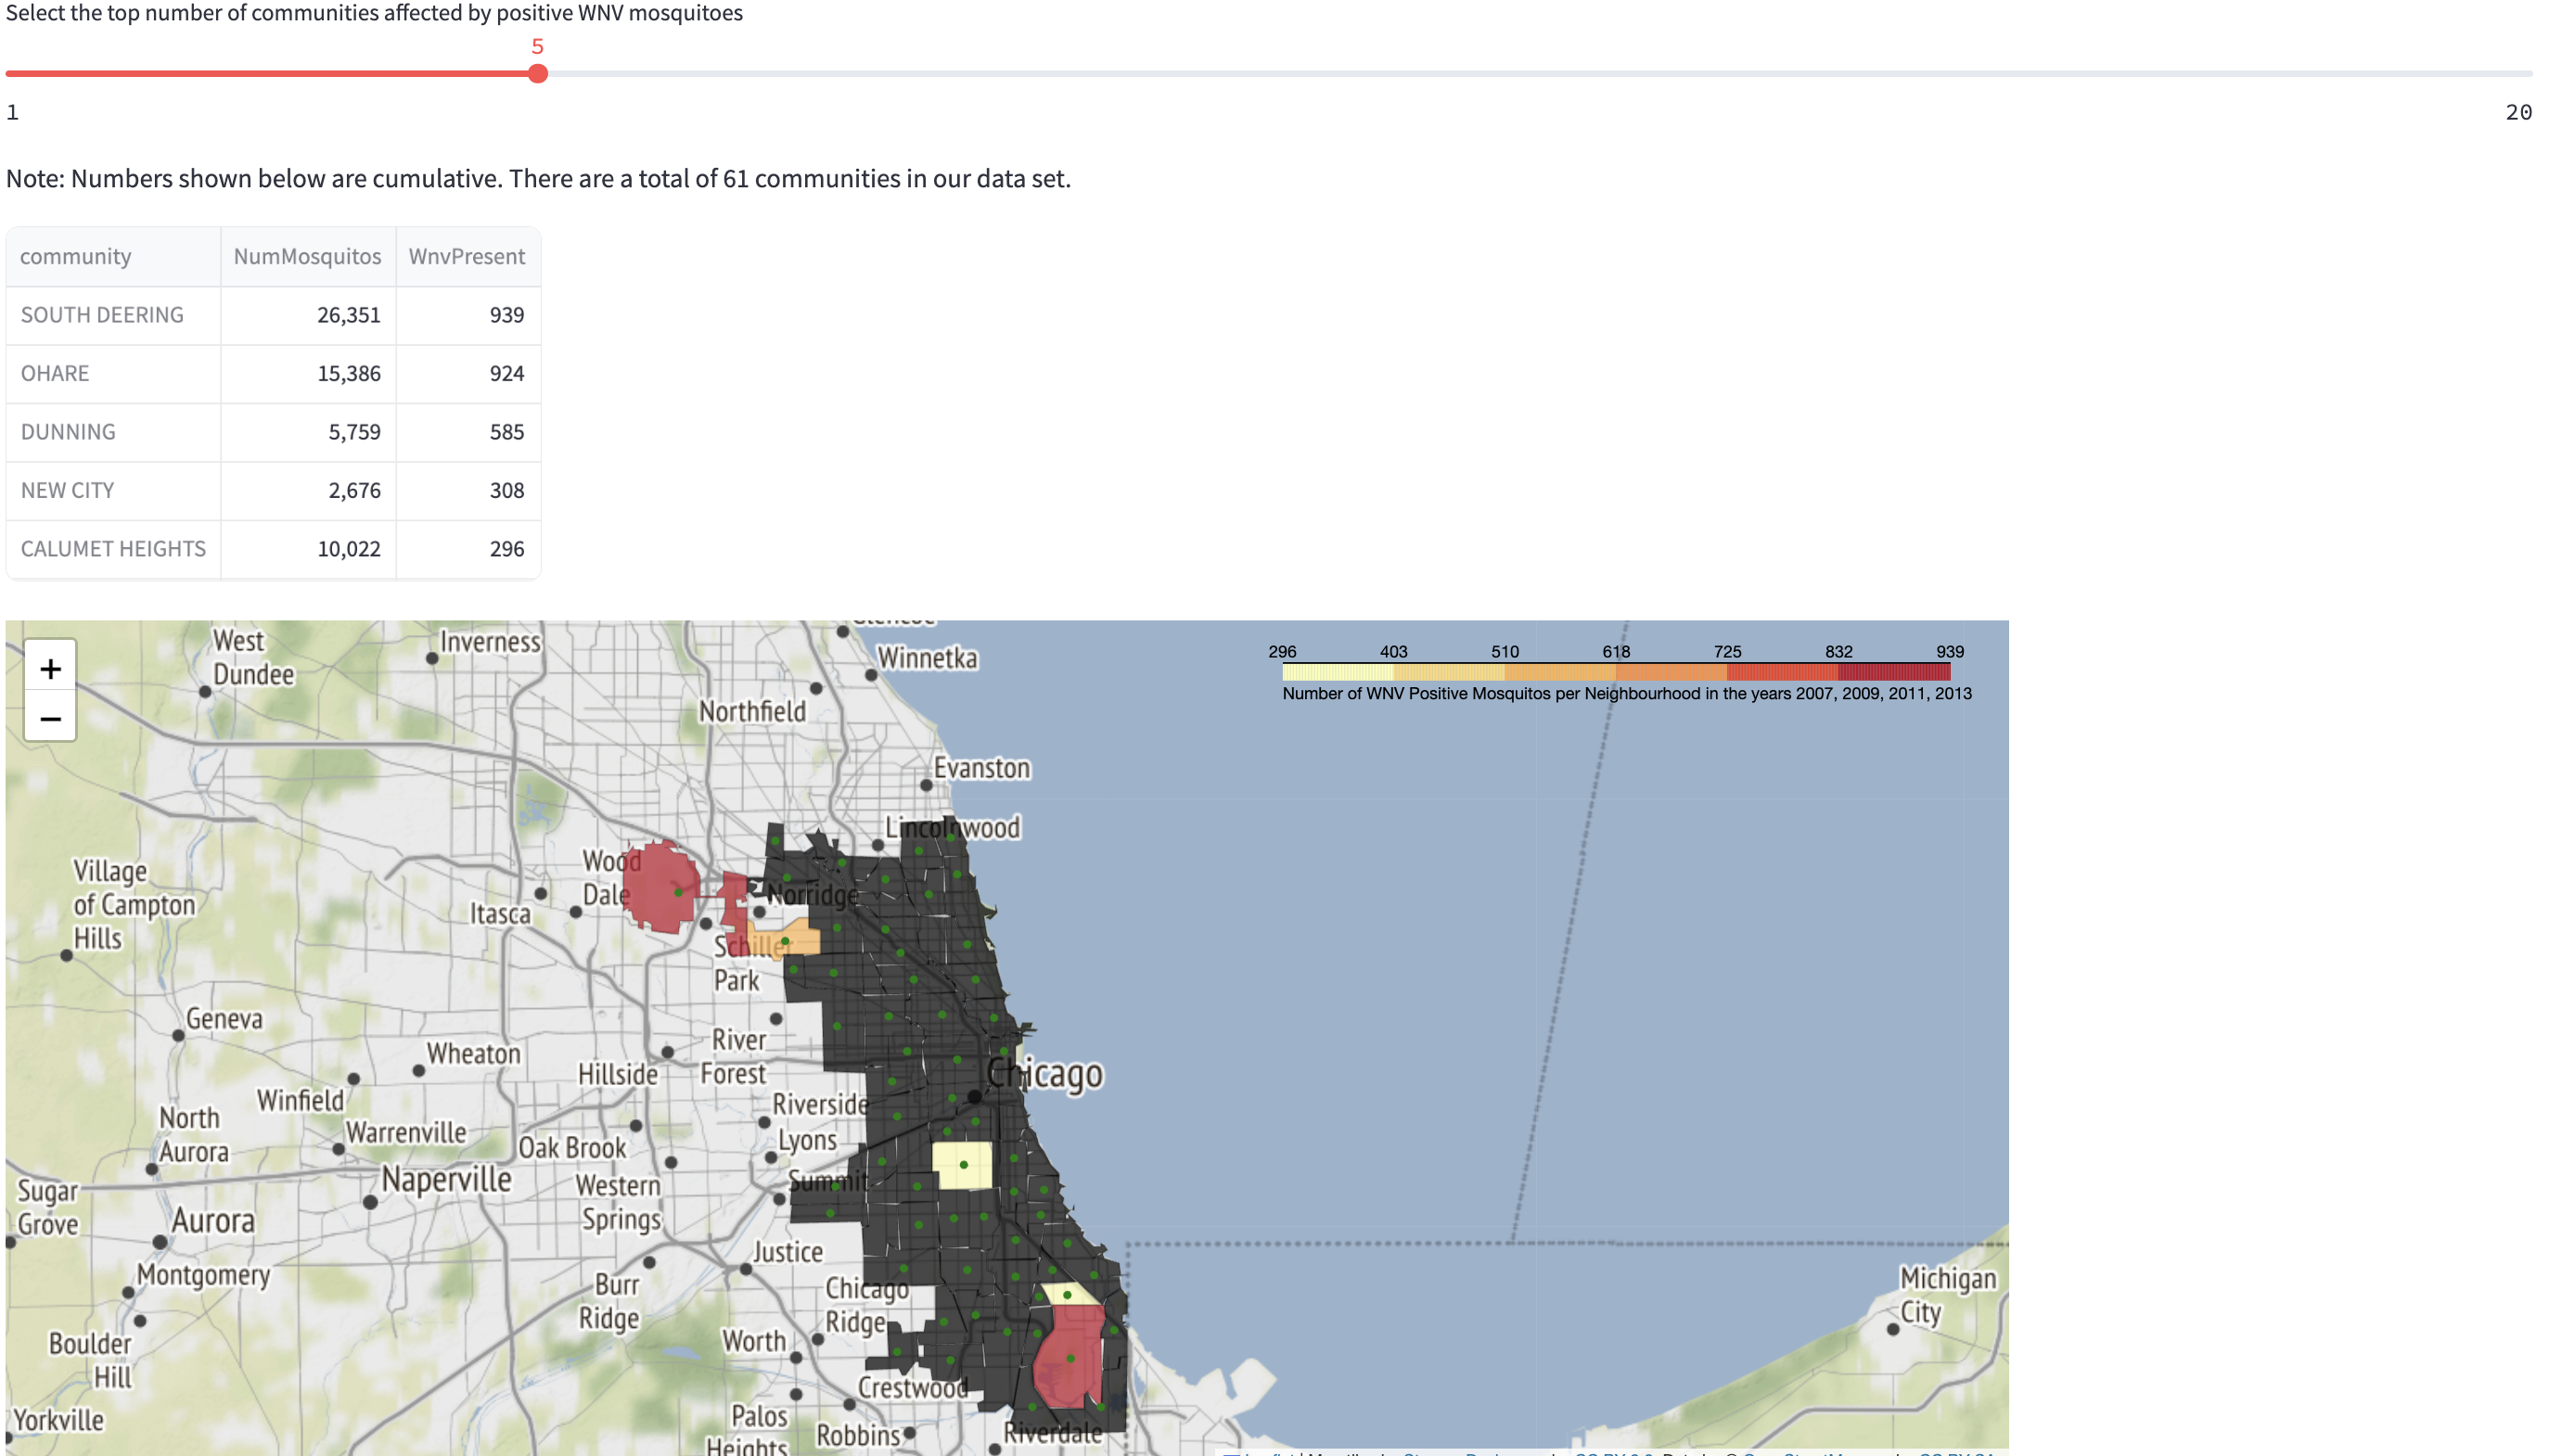 Select the top number of communities affected by positive WNV mosquitoes
5
1
20
Note: Numbers shown below are cumulative. There are a total of 61 communities in our data set.
community NumMosquitos WnvPresent
SOUTH DEERING 26,351 939
OHARE 15,386 924
DUNNING 5,759 585
NEW CITY 2,676 308
CALUMET HEIGHTS 10,022 296
+
−
296 403 510 618 725 832 939
Number of WNV Positive Mosquitos per Neighbourhood in the years 2007, 2009, 2011, 2013
West
Dundee
Inverness
Winnetka
Northfield
Evanston
Lincolnwood
Wood
Dale
Village
of Campton
Hills
Norridge
Itasca
Schiller
Park
Geneva
River
Forest
Wheaton
Hillside
Chicago
Winfield
Riverside
North
Aurora
Warrenville
Oak Brook
Lyons
Naperville
Summit
Sugar
Grove
Western
Springs
Aurora
Justice
Montgomery
Burr
Ridge
Chicago
Ridge
Michigan
City
Boulder
Hill
Worth
Crestwood
Yorkville
Palos
Heights
Robbins
Riverdale